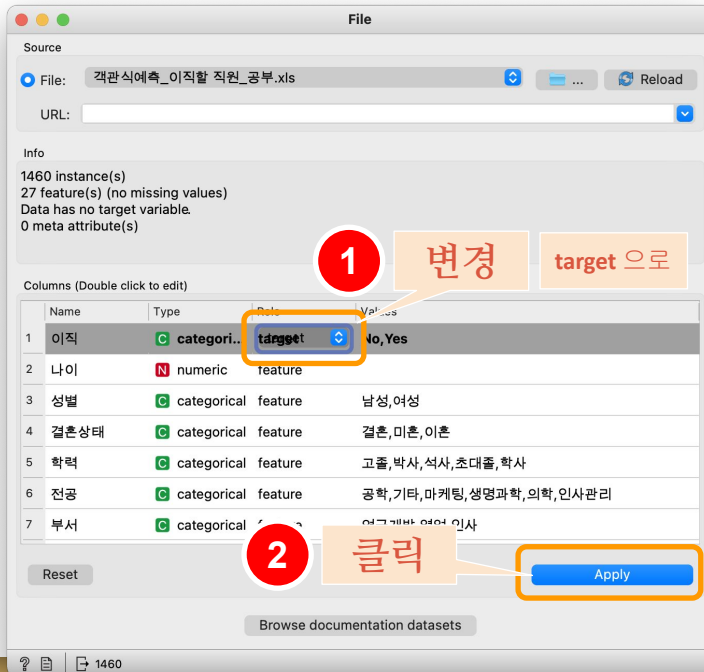 File
Source
File: 객관식예측_이직할 직원_공부.xls ... Reload
URL:
Info
1460 instance(s)
27 feature(s) (no missing values)
Data has no target variable.
0 meta attribute(s)
1 변경 target 으로
Columns (Double click to edit)
Name Type Role Values
1 이직 C categori... target No,Yes
2 나이 N numeric feature
3 성별 C categorical feature 남성,여성
4 결혼상태 C categorical feature 결혼,미혼,이혼
5 학력 C categorical feature 고졸,박사,석사,초대졸,학사
6 전공 C categorical feature 공학,기타,마케팅,생명과학,의학,인사관리
7 부서 C categorical 인사
2 클릭
Reset Apply
Browse documentation datasets
? 1460